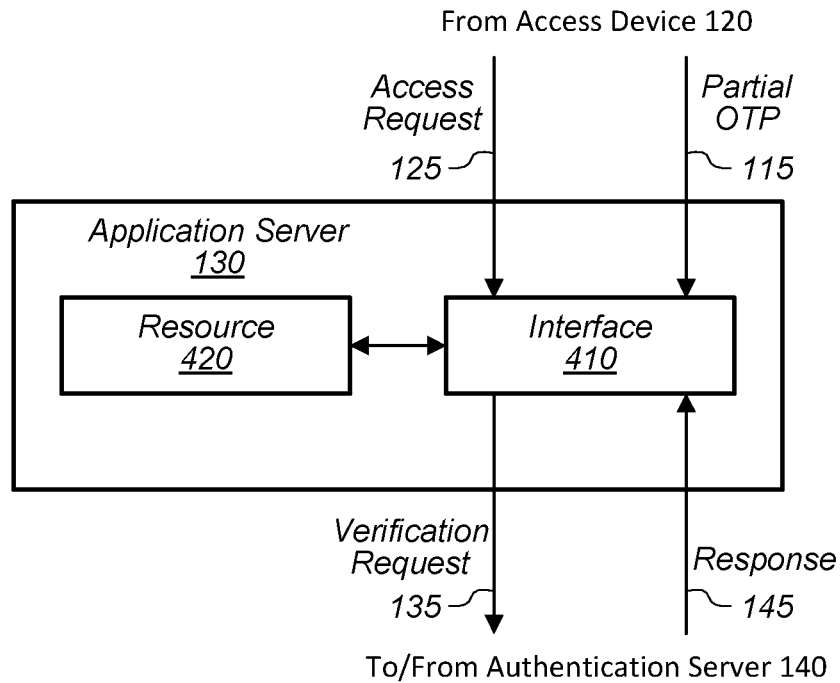 From Access Device 120
Access
Request
125
Partial
OTP
115
Application Server
130
Resource
420
Interface
410
Verification
Request
135
Response
145
To/From Authentication Server 140